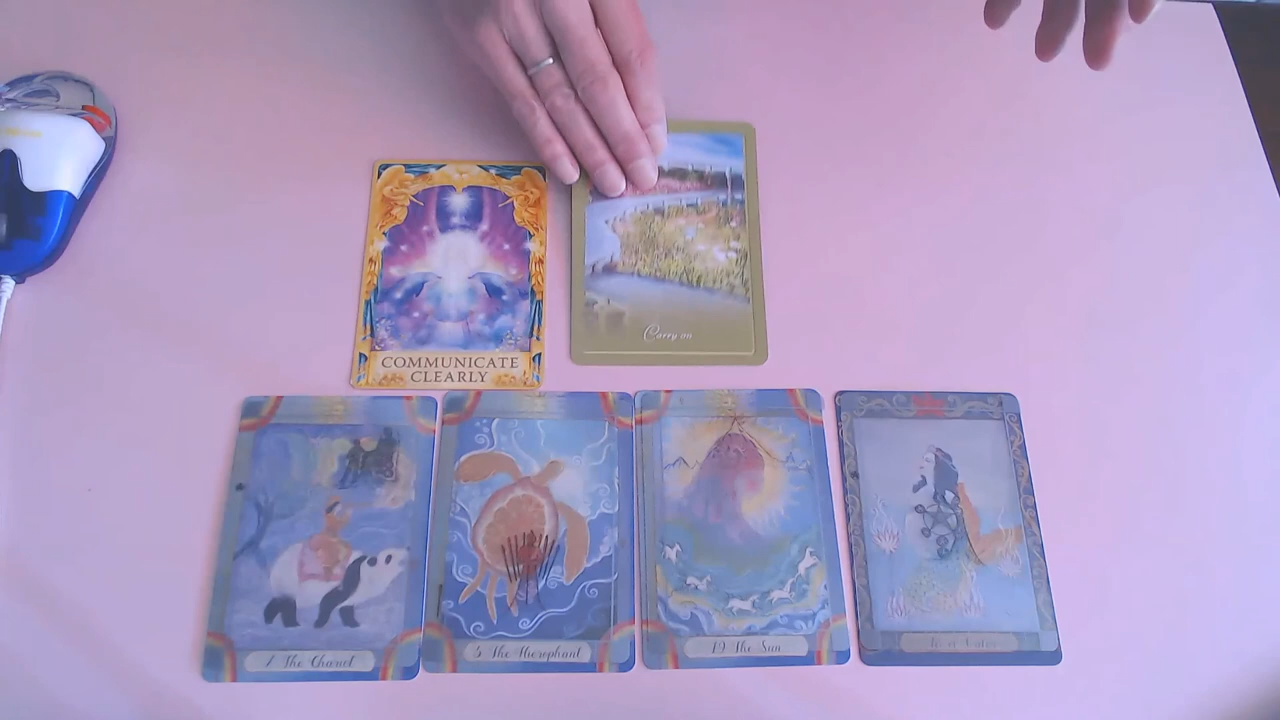 COMMUNICATE
CLEARLY
Carry on
7 The Chariot
5 The Hierophant
19 The Sun